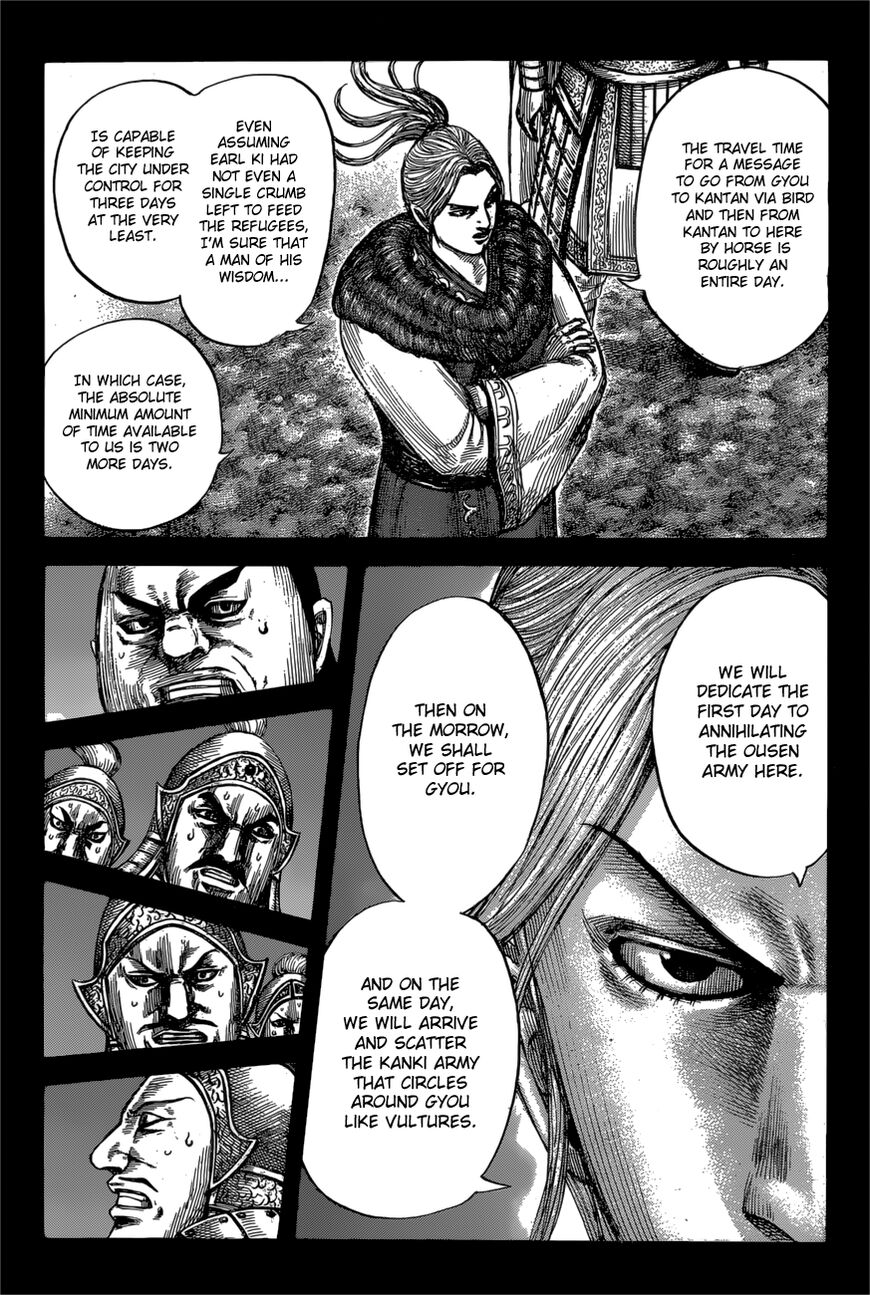 THE TRAVEL TIME
FOR A MESSAGE
TO GO FROM GYOU
TO KANTAN VIA BIRD
AND THEN FROM
KANTAN TO HERE
BY HORSE IS
ROUGHLY AN
ENTIRE DAY.
EVEN
ASSUMING
EARL KI HAD
NOT EVEN A
SINGLE CRUMB
LEFT TO FEED
THE REFUGEES,
I'M SURE THAT
A MAN OF HIS
WISDOM...
IS CAPABLE
OF KEEPING
THE CITY UNDER
CONTROL FOR
THREE DAYS
AT THE VERY
LEAST.
IN WHICH CASE,
THE ABSOLUTE
MINIMUM AMOUNT
OF TIME AVAILABLE
TO US IS TWO
MORE DAYS.
WE WILL
DEDICATE THE
FIRST DAY TO
ANNIHILATING
THE OUSEN
ARMY HERE.
THEN ON
THE MORROW,
WE SHALL
SET OFF FOR
GYOU.
AND ON THE
SAME DAY,
WE WILL ARRIVE
AND SCATTER
THE KANKI ARMY
THAT CIRCLES
AROUND GYOU
LIKE VULTURES.